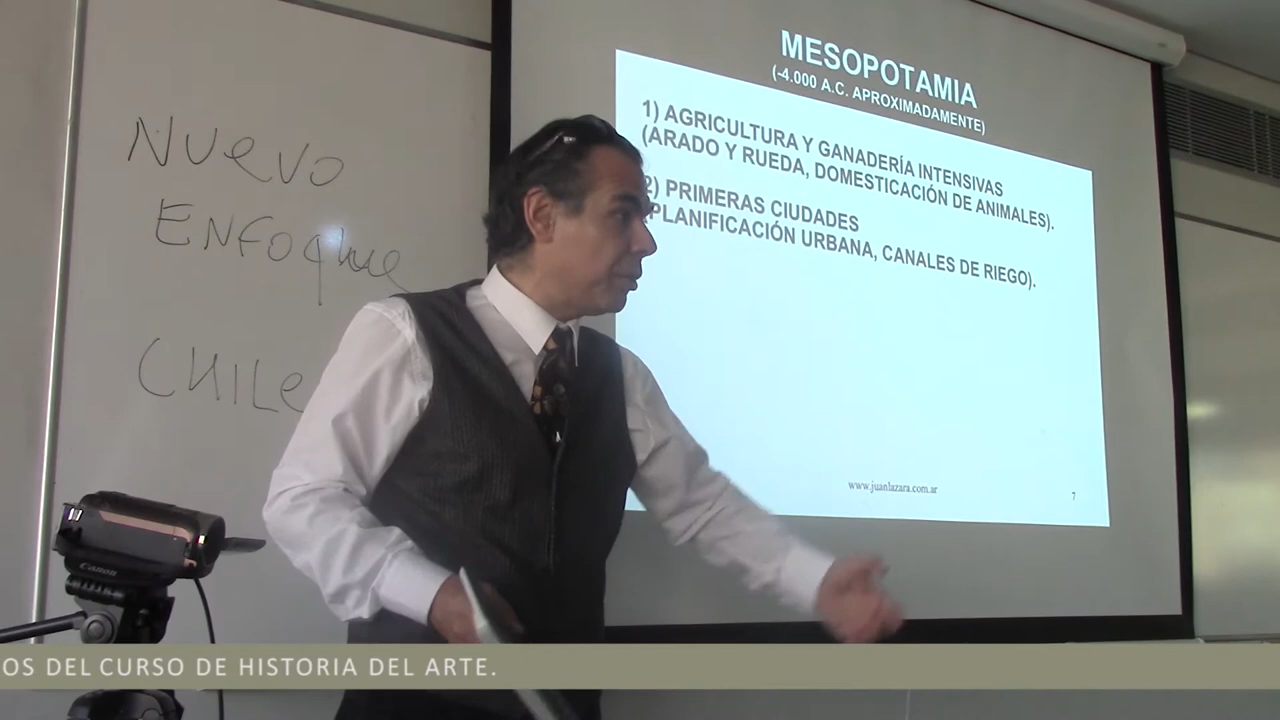 NUEVO
ENFOQUE
CHILE
MESOPOTAMIA
(-4.000 A.C. APROXIMADAMENTE)
1) AGRICULTURA Y GANADERÍA INTENSIVAS
(ARADO Y RUEDA, DOMESTICACIÓN DE ANIMALES).
2) PRIMERAS CIUDADES
PLANIFICACIÓN URBANA, CANALES DE RIEGO).
www.juanlazara.com.ar
7
Canon
OS DEL CURSO DE HISTORIA DEL ARTE.